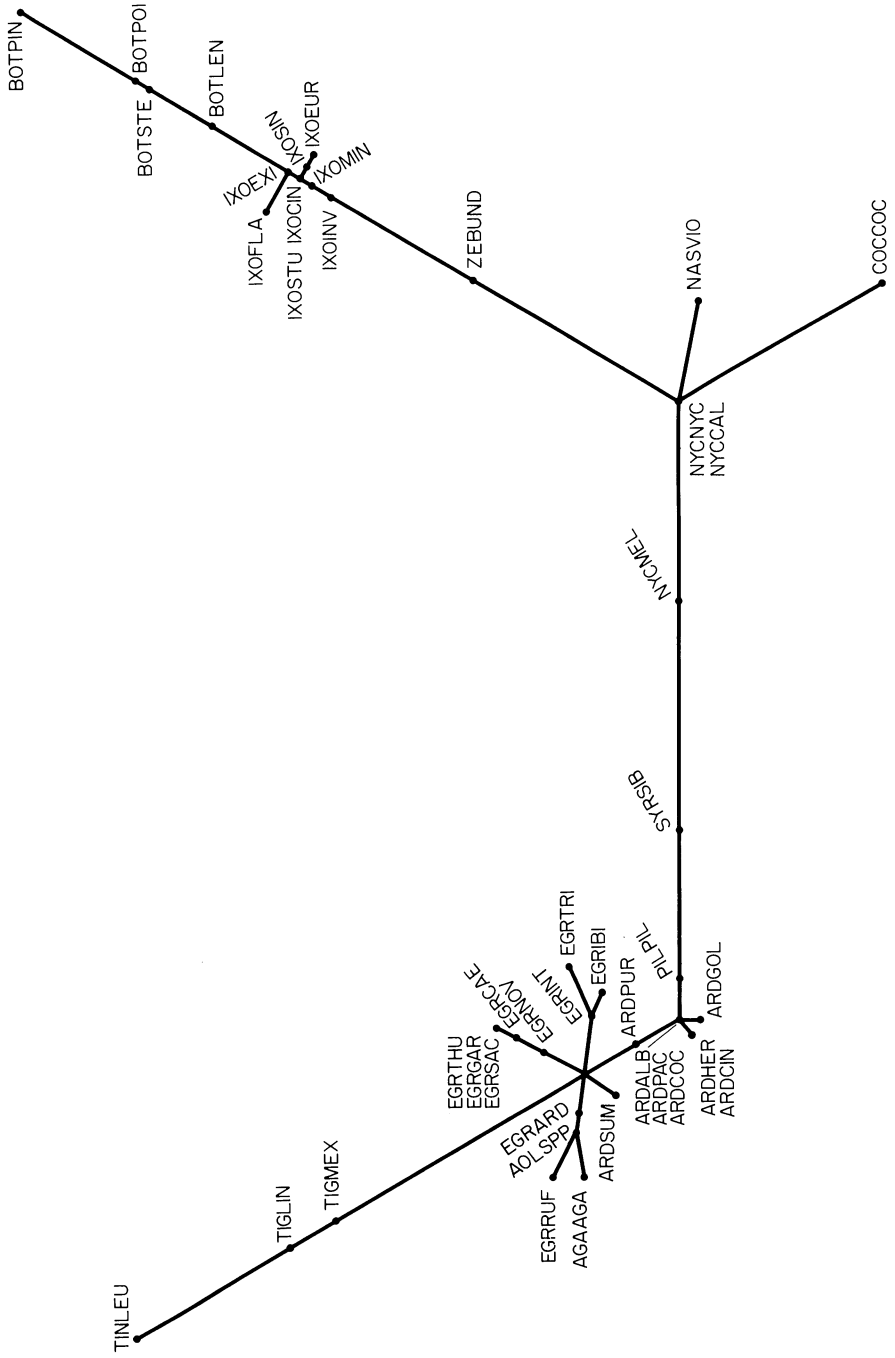 BOTPIN
BOTPOI
BOTSTE
BOTLEN
IXOSIN
IXOEUR
IXOEXI
IXOMIN
IXOFLA
IXOSTU IXOCIN
IXOINV
ZEBUND
NASVIO
COCCOC
NYCNYC
NYCCAL
NYCMEL
SYRSIB
PILPIL
EGRTRI
EGRIBI
EGRINT
ARDPUR
ARDGOL
EGRCAE
EGRNOV
EGRTHU
EGRGAR
EGRSAC
ARDALB
ARDPAC
ARDCOC
ARDHER
ARDCIN
EGRARD
AOLSPP
ARDSUM
EGRRUF
AGAAGA
TIGMEX
TIGLIN
TINLEU